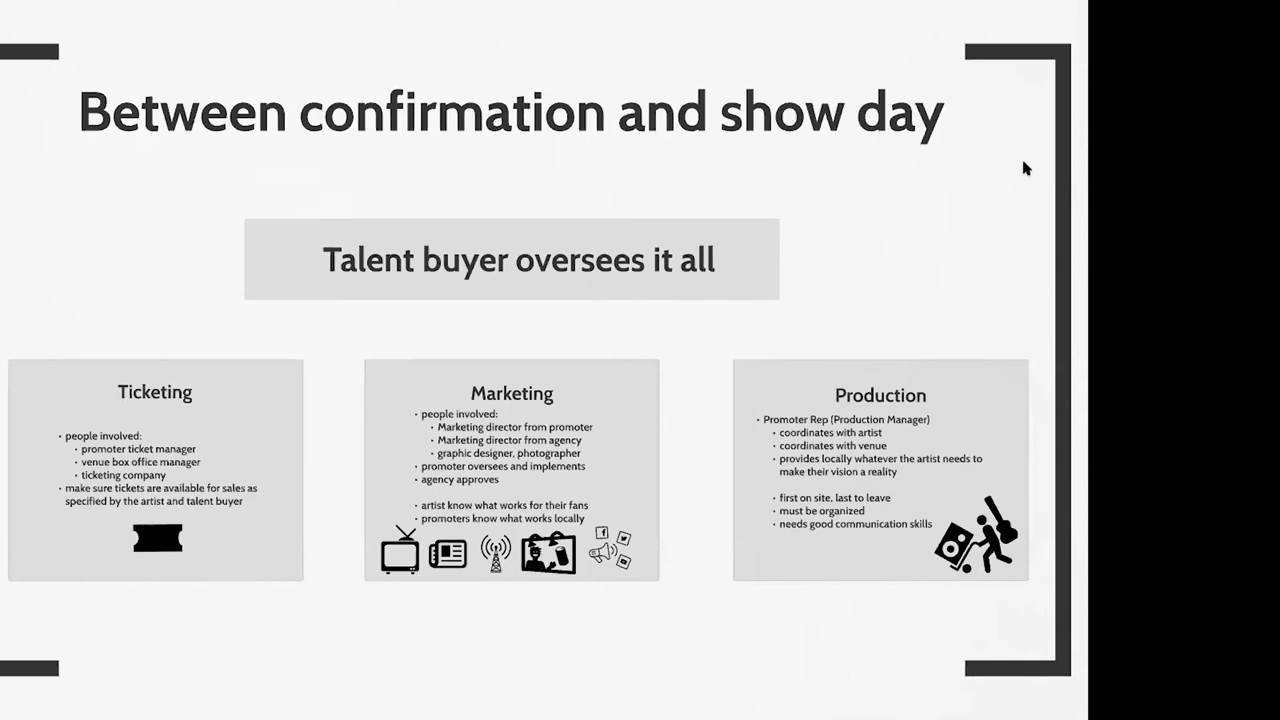 Between confirmation and show day
Talent buyer oversees it all
Ticketing
• people involved:
• promoter ticket manager
• venue box office manager
• ticketing company
• make sure tickets are available for sales as
specified by the artist and talent buyer
Marketing
• people involved:
• Marketing director from promoter
• Marketing director from agency
• graphic designer, photographer
• promoter oversees and implements
• agency approves
• artist know what works for their fans
• promoters know what works locally
Production
• Promoter Rep (Production Manager)
• coordinates with artist
• coordinates with venue
• provides locally whatever the artist needs to
make their vision a reality
• first on site, last to leave
• must be organized
• needs good communication skills